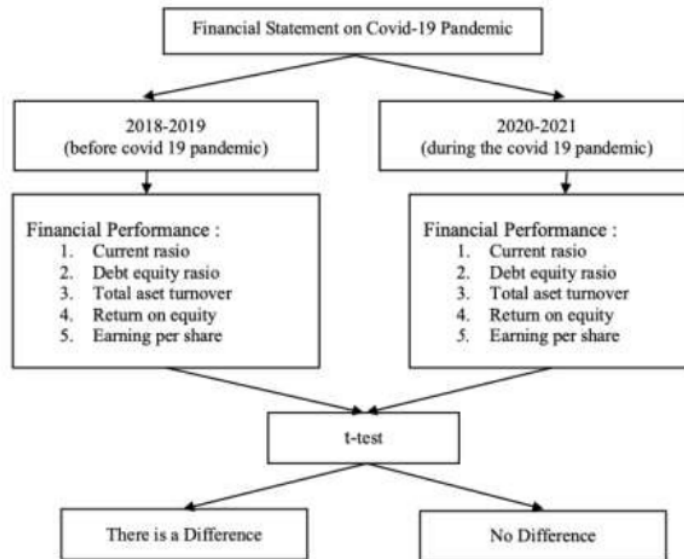 Financial Statement on Covid-19 Pandemic
2018-2019
(before covid 19 pandemic)
2020-2021
(during the covid 19 pandemic)
Financial Performance :
1. Current rasio
2. Debt equity rasio
3. Total aset turnover
4. Return on equity
5. Earning per share
Financial Performance :
1. Current rasio
2. Debt equity rasio
3. Total aset turnover
4. Return on equity
5. Earning per share
t-test
There is a Difference
No Difference